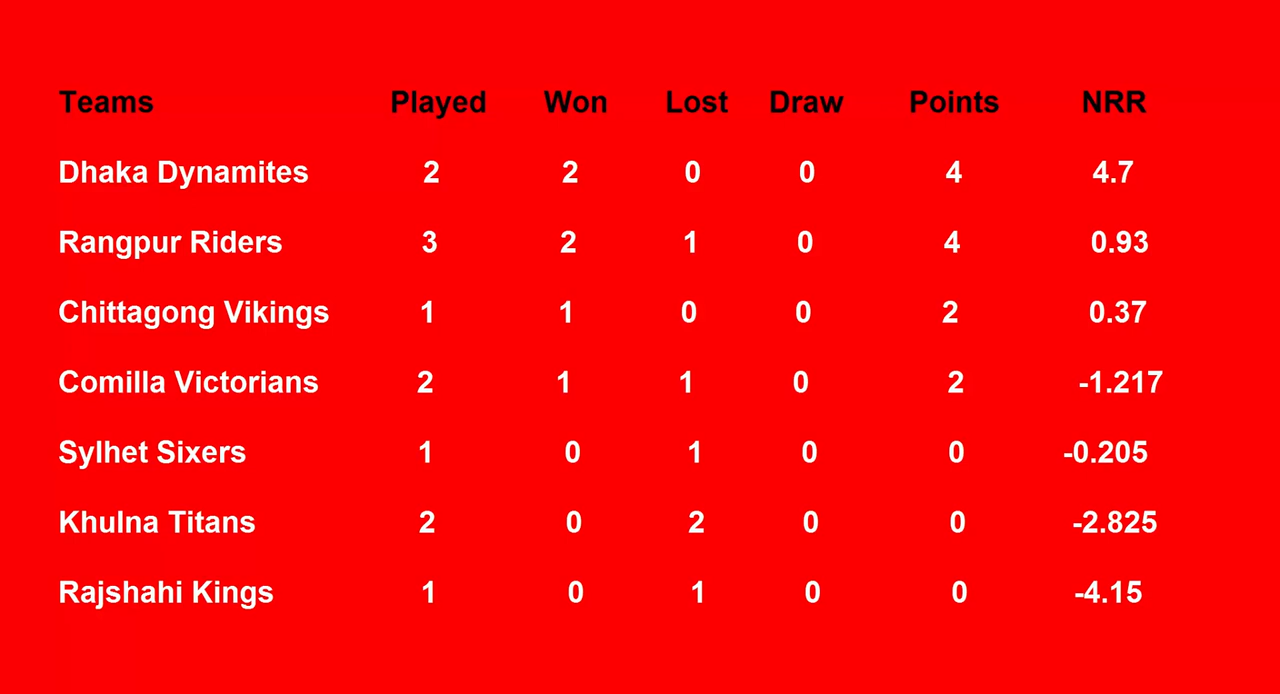 Teams Played Won Lost Draw Points NRR
Dhaka Dynamites 2 2 0 0 4 4.7
Rangpur Riders 3 2 1 0 4 0.93
Chittagong Vikings 1 1 0 0 2 0.37
Comilla Victorians 2 1 1 0 2 -1.217
Sylhet Sixers 1 0 1 0 0 -0.205
Khulna Titans 2 0 2 0 0 -2.825
Rajshahi Kings 1 0 1 0 0 -4.15